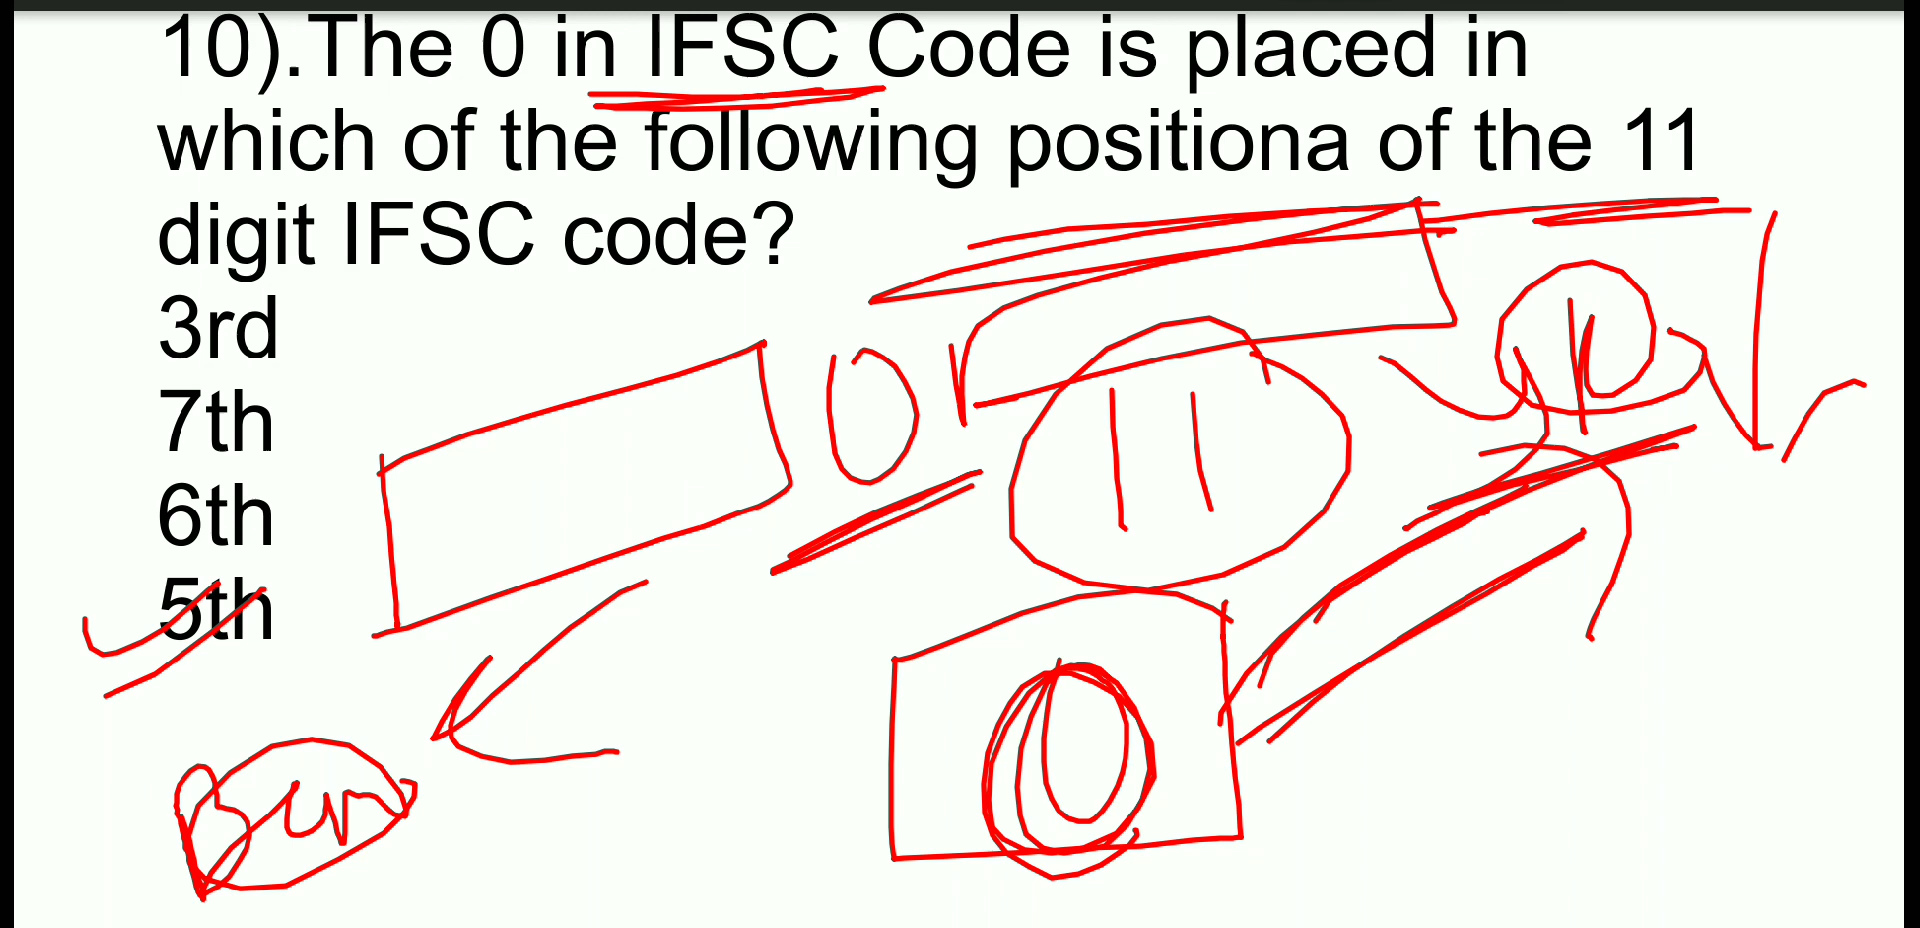 10).The 0 in IFSC Code is placed in
which of the following positiona of the 11
digit IFSC code?
3rd
7th
6th
5th
0
11
0